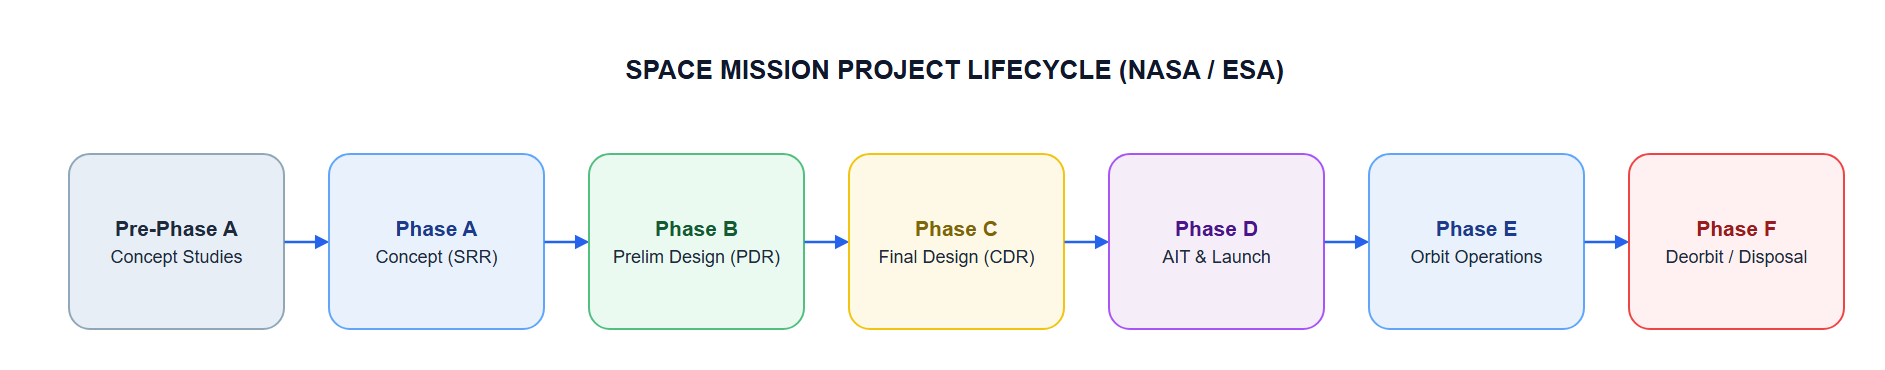 SPACE MISSION PROJECT LIFECYCLE (NASA / ESA)
Pre-Phase A
Concept Studies
Phase A
Concept (SRR)
Phase B
Prelim Design (PDR)
Phase C
Final Design (CDR)
Phase D
AIT & Launch
Phase E
Orbit Operations
Phase F
Deorbit / Disposal